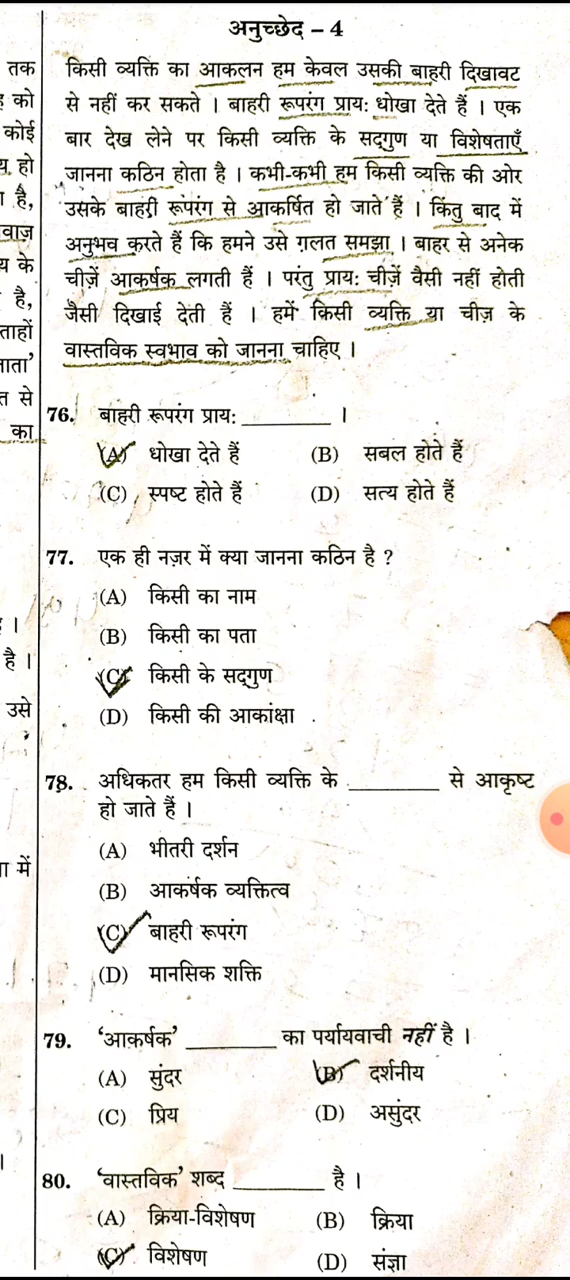 अनुच्छेद – 4
तक
किसी व्यक्ति का आकलन हम केवल उसकी बाहरी दिखावट
को
से नहीं कर सकते । बाहरी रूपरंग प्राय: धोखा देते हैं । एक
कोई
बार देख लेने पर किसी व्यक्ति के सद्गुण या विशेषताएँ
हो
जानना कठिन होता है । कभी-कभी हम किसी व्यक्ति की ओर
है,
उसके बाहरी रूपरंग से आकर्षित हो जाते हैं । किंतु बाद में
अनुभव करते हैं कि हमने उसे ग़लत समझा । बाहर से अनेक
के
चीज़ें आकर्षक लगती हैं । परंतु प्राय: चीज़ें वैसी नहीं होती
है,
जैसी दिखाई देती हैं । हमें किसी व्यक्ति या चीज़ के
वास्तविक स्वभाव को जानना चाहिए ।
से
का
76. बाहरी रूपरंग प्राय: ________ ।
(A) धोखा देते हैं (B) सबल होते हैं
(C) स्पष्ट होते हैं (D) सत्य होते हैं
77. एक ही नज़र में क्या जानना कठिन है ?
(A) किसी का नाम
(B) किसी का पता
है ।
(C) किसी के सद्गुण
उसे
(D) किसी की आकांक्षा
78. अधिकतर हम किसी व्यक्ति के ________ से आकृष्ट
हो जाते हैं ।
(A) भीतरी दर्शन
में
(B) आकर्षक व्यक्तित्व
(C) बाहरी रूपरंग
(D) मानसिक शक्ति
79. ‘आकर्षक’ ________ का पर्यायवाची नहीं है ।
(A) सुंदर (B) दर्शनीय
(C) प्रिय (D) असुंदर
80. ‘वास्तविक’ शब्द ________ है ।
(A) क्रिया-विशेषण (B) क्रिया
(C) विशेषण (D) संज्ञा